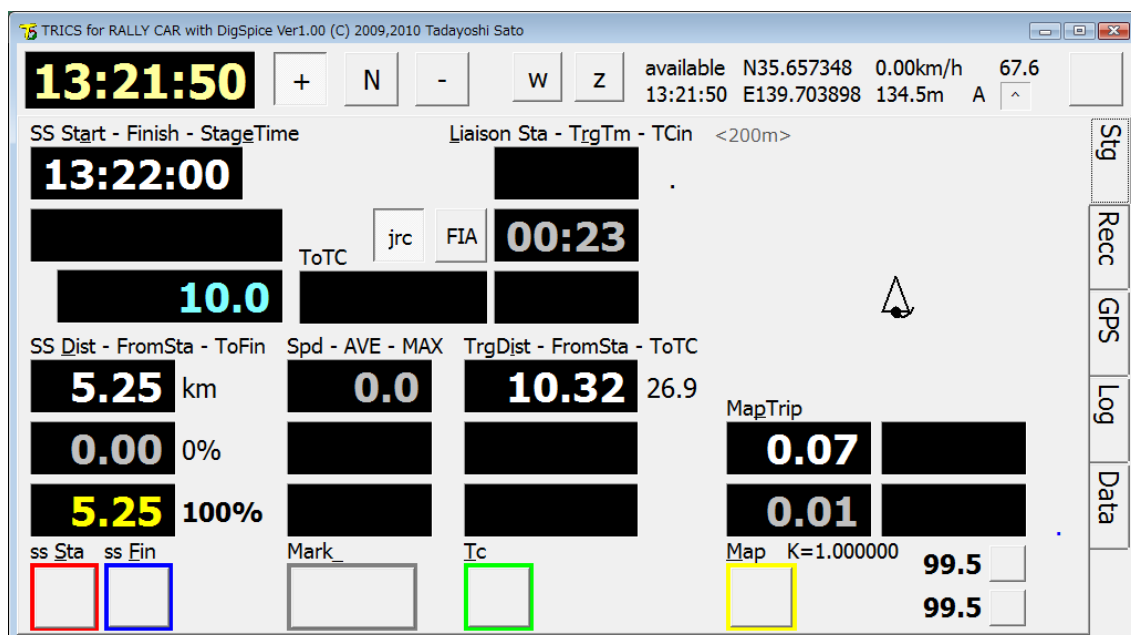 TRICS for RALLY CAR with DigSpice Ver1.00 (C) 2009,2010 Tadayoshi Sato
13:21:50 + N - w z available N35.657348 0.00km/h 67.6
13:21:50 E139.703898 134.5m A ^
SS Start - Finish - StageTime Liaison Sta - TrgTm - TCin <200m>
13:22:00
ToTC jrc FIA 00:23
10.0
SS Dist - FromSta - ToFin Spd - AVE - MAX TrgDist - FromSta - ToTC
5.25 km 0.0 10.32 26.9
MapTrip
0.00 0% 0.07
5.25 100% 0.01
ss Sta ss Fin Mark_ Tc Map K=1.000000
99.5
99.5
Stg
Recc
GPS
Log
Data